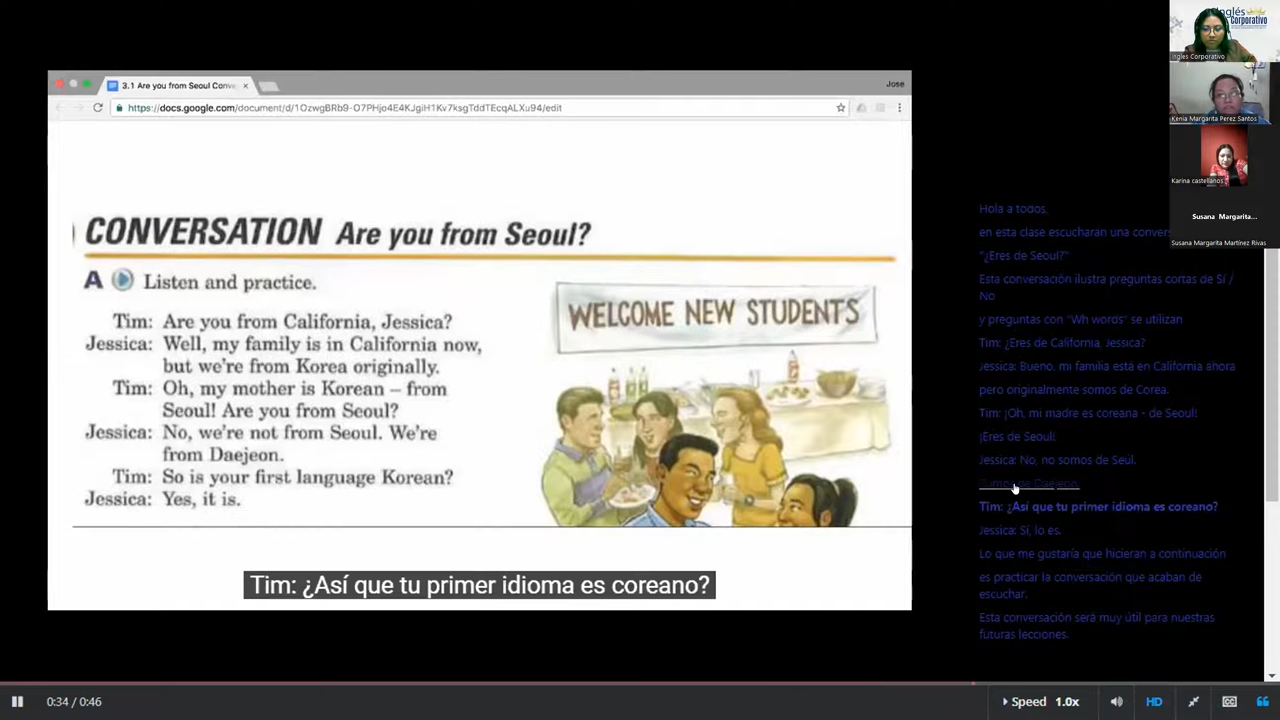 3.1 Are you from Seoul Conve
Jose
https://docs.google.com/document/d/1OzwgBRb9-O7PHjo4E4KJgiH1Kv7ksgTddTEcqALXu94/edit
CONVERSATION Are you from Seoul?
A Listen and practice.
Tim: Are you from California, Jessica?
Jessica: Well, my family is in California now,
but we're from Korea originally.
Tim: Oh, my mother is Korean – from
Seoul! Are you from Seoul?
Jessica: No, we're not from Seoul. We're
from Daejeon.
Tim: So is your first language Korean?
Jessica: Yes, it is.
WELCOME NEW STUDENTS
Tim: ¿Así que tu primer idioma es coreano?
Inglés
Corporativo
Ingles Corporativo
Kenia Margarita Perez Santos
Karina castellanos
Susana Margarita...
Susana Margarita Martínez Rivas
Hola a todos,
en esta clase escucharan una conver
"¿Eres de Seoul?"
Esta conversación ilustra preguntas cortas de Sí /
No
y preguntas con "Wh words" se utilizan
Tim: ¿Eres de California, Jessica?
Jessica: Bueno, mi familia está en California ahora
pero originalmente somos de Corea.
Tim: ¡Oh, mi madre es coreana - de Seoul!
¡Eres de Seoul!
Jessica: No, no somos de Seúl.
de Daejeon.
Tim: ¿Así que tu primer idioma es coreano?
Jessica: Sí, lo es.
Lo que me gustaría que hicieran a continuación
es practicar la conversación que acaban de
escuchar.
Esta conversación será muy útil para nuestras
futuras lecciones.
0:34 / 0:46
Speed 1.0x
HD
CC